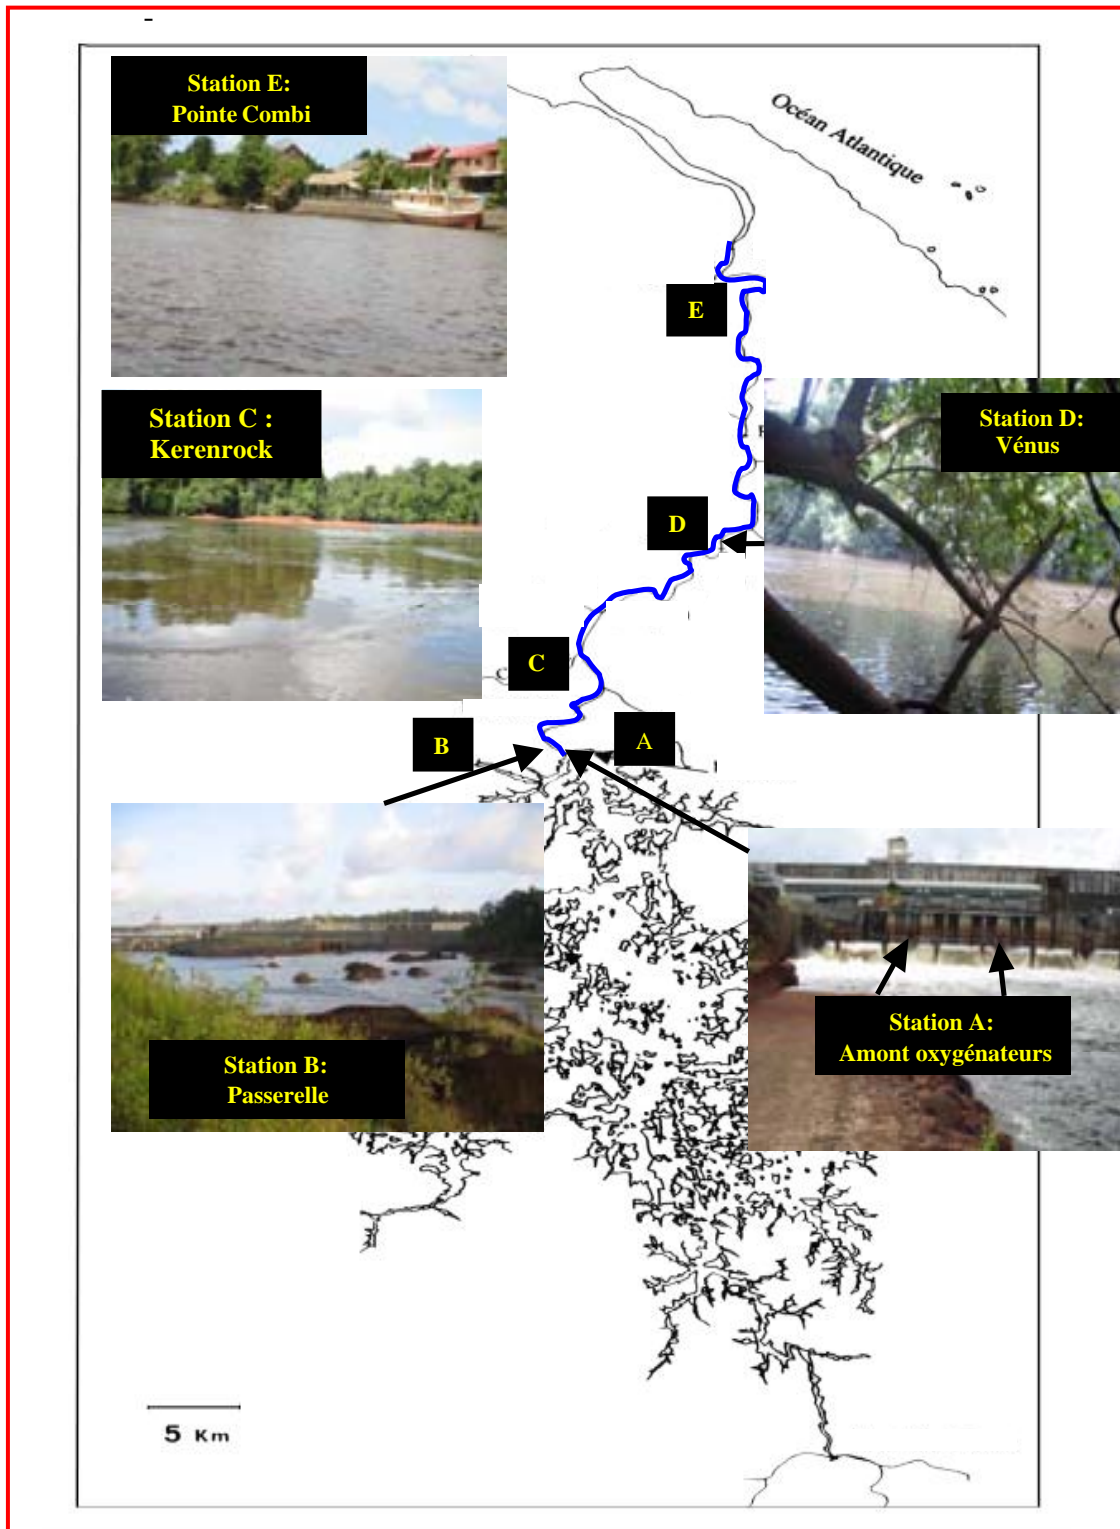 -
Station E:
Pointe Combi
Océan Atlantique
E
Station C :
Kerenrock
Station D:
Vénus
D
C
B
A
Station B:
Passerelle
Station A:
Amont oxygénateurs
5 Km